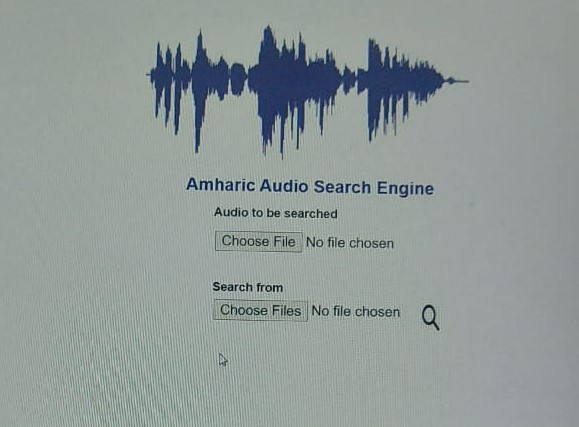 Amharic Audio Search Engine
Audio to be searched
Choose File No file chosen
Search from
Choose Files No file chosen